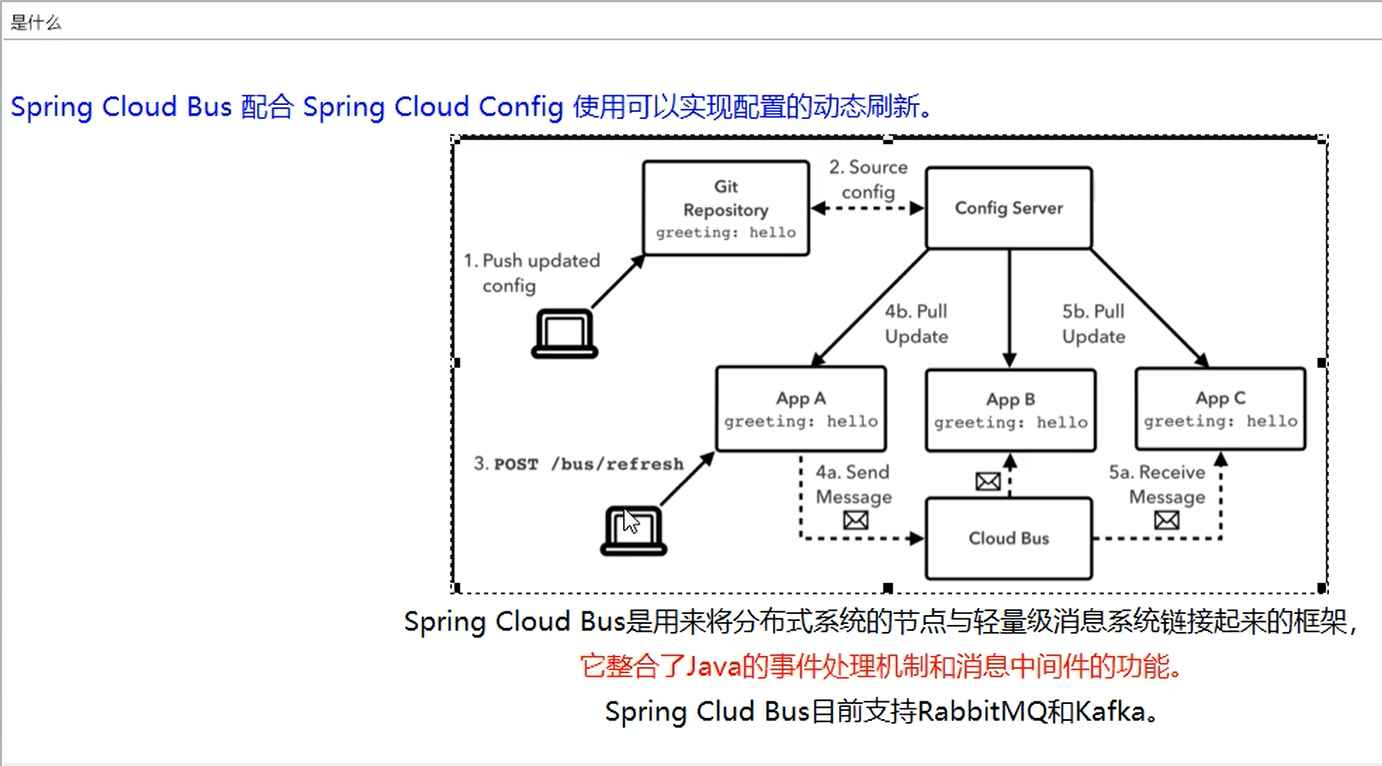 是什么
Spring Cloud Bus 配合 Spring Cloud Config 使用可以实现配置的动态刷新。
Git
Repository
greeting: hello
2. Source
config
Config Server
1. Push updated
config
4b. Pull
Update
5b. Pull
Update
App A
greeting: hello
App B
greeting: hello
App C
greeting: hello
3. POST /bus/refresh
4a. Send
Message
5a. Receive
Message
Cloud Bus
Spring Cloud Bus是用来将分布式系统的节点与轻量级消息系统链接起来的框架，
它整合了Java的事件处理机制和消息中间件的功能。
Spring Clud Bus目前支持RabbitMQ和Kafka。